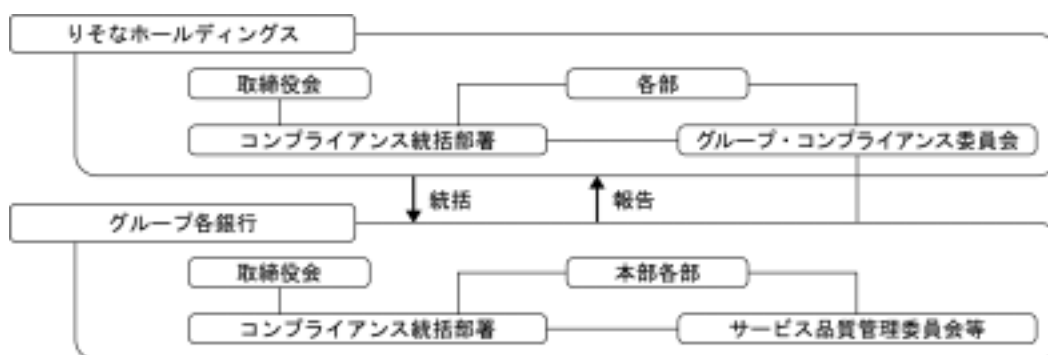 りそなホールディングス
取締役会
各部
コンプライアンス統括部署
グループ・コンプライアンス委員会
統括
報告
グループ各銀行
取締役会
本部各部
コンプライアンス統括部署
サービス品質管理委員会等